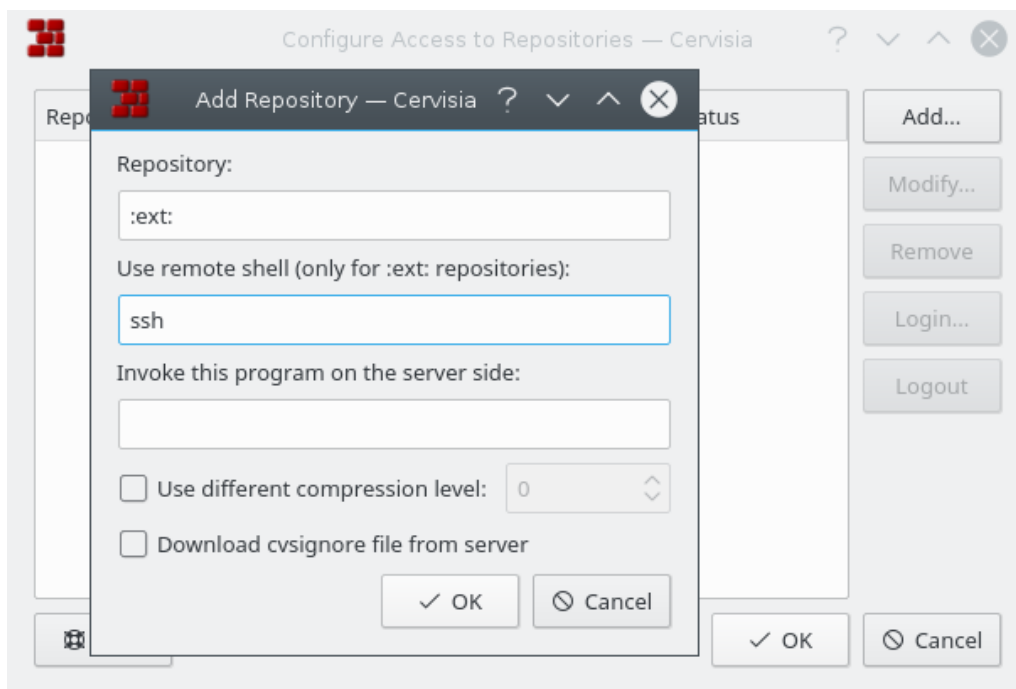 Configure Access to Repositories — Cervisia
Add Repository — Cervisia
Add...
Repository:
Modify...
:ext:
Use remote shell (only for :ext: repositories):
Remove
ssh
Login...
Invoke this program on the server side:
Logout
Use different compression level: 0
Download cvsignore file from server
OK Cancel
OK Cancel